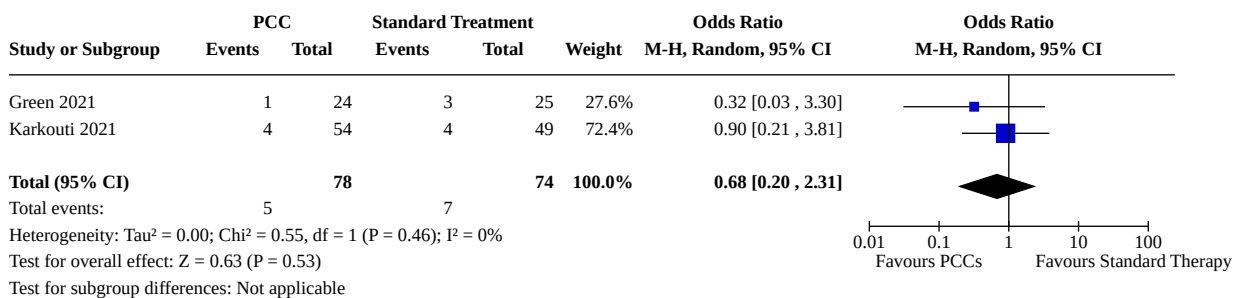 PCC Standard Treatment Odds Ratio Odds Ratio
Study or Subgroup Events Total Events Total Weight M-H, Random, 95% CI M-H, Random, 95% CI
Green 2021 1 24 3 25 27.6% 0.32 [0.03 , 3.30]
Karkouti 2021 4 54 4 49 72.4% 0.90 [0.21 , 3.81]
Total (95% CI) 78 74 100.0% 0.68 [0.20 , 2.31]
Total events: 5 7
Heterogeneity: Tau² = 0.00; Chi² = 0.55, df = 1 (P = 0.46); I² = 0%
0.01 0.1 1 10 100
Test for overall effect: Z = 0.63 (P = 0.53) Favours PCCs Favours Standard Therapy
Test for subgroup differences: Not applicable